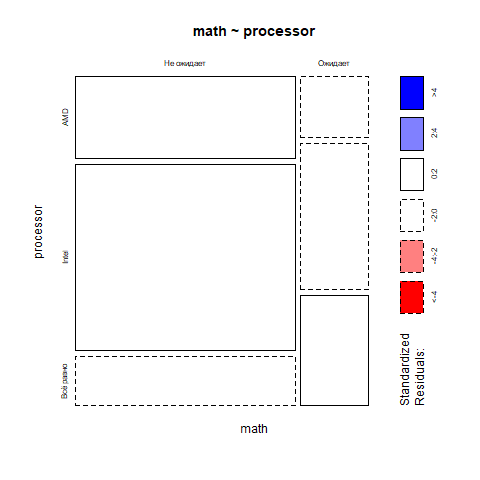 math ~ processor
Не ожидает
Ожидает
AMD
Intel
Всё равно
processor
math
Standardized
Residuals:
<-4
-4:-2
-2:0
0:2
2:4
>4